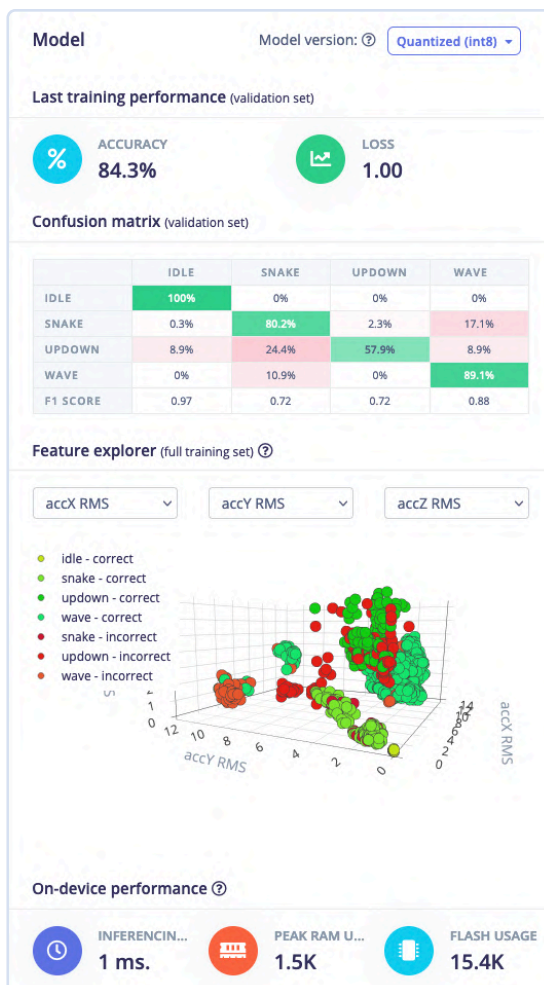 Model
Model version: Quantized (int8)
Last training performance (validation set)
% ACCURACY
84.3%
LOSS
1.00
Confusion matrix (validation set)
IDLE SNAKE UPDOWN WAVE
IDLE 100% 0% 0% 0%
SNAKE 0.3% 80.2% 2.3% 17.1%
UPDOWN 8.9% 24.4% 57.9% 8.9%
WAVE 0% 10.9% 0% 89.1%
F1 SCORE 0.97 0.72 0.72 0.88
Feature explorer (full training set)
accX RMS accY RMS accZ RMS
idle - correct
snake - correct
updown - correct
wave - correct
snake - incorrect
updown - incorrect
wave - incorrect
1
0
12 10 8 6 4 2 0
accY RMS
14
8
6
4
2
0
accX RMS
On-device performance
INFERENCIN...
1 ms.
PEAK RAM U...
1.5K
FLASH USAGE
15.4K